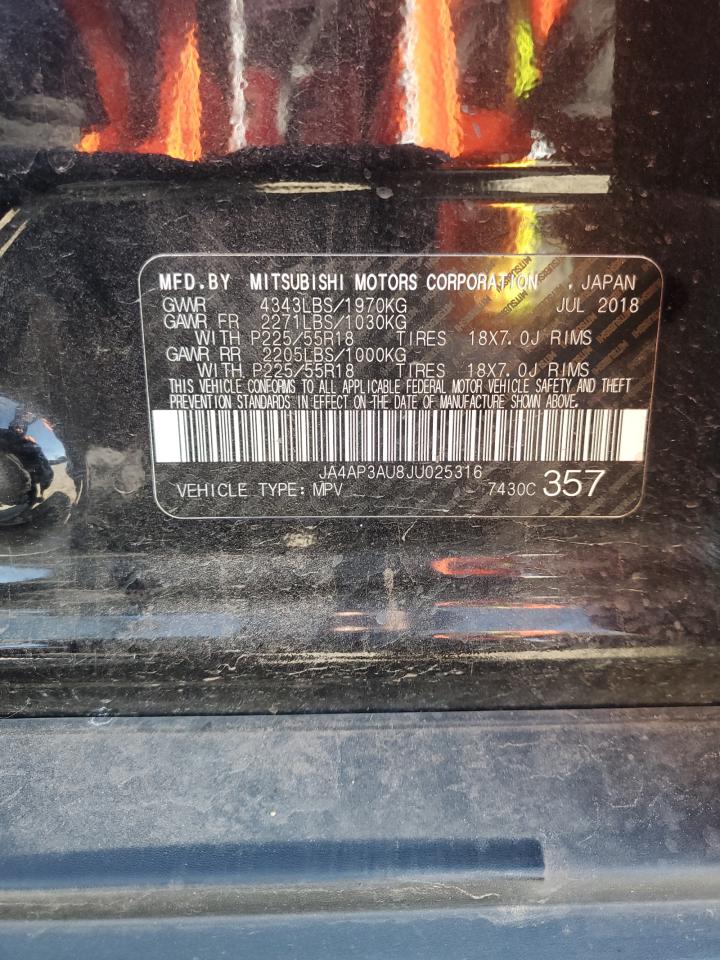 MFD.BY MITSUBISHI MOTORS CORPORATION , JAPAN
GVWR 4343LBS/1970KG JUL 2018
GAWR FR 2271LBS/1030KG
WITH P225/55R18 TIRES 18X7.0J RIMS
GAWR RR 2205LBS/1000KG
WITH P225/55R18 TIRES 18X7.0J RIMS
THIS VEHICLE CONFORMS TO ALL APPLICABLE FEDERAL MOTOR VEHICLE SAFETY AND THEFT
PREVENTION STANDARDS IN EFFECT ON THE DATE OF MANUFACTURE SHOWN ABOVE.
JA4AP3AU8JU025316
VEHICLE TYPE: MPV 7430C 357